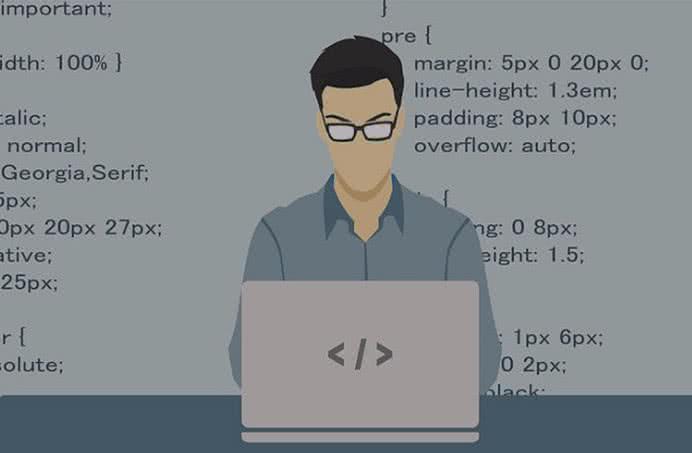 important;
idth: 100% }
talic;
normal;
Georgia,Serif;
5px;
0px 20px 27px;
ative;
25px;
r {
solute;
}
pre {
margin: 5px 0 20px 0;
line-height: 1.3em;
padding: 8px 10px;
overflow: auto;
{
ng: 0 8px;
eight: 1.5;
: 1px 6px;
0 2px;
black;
</>